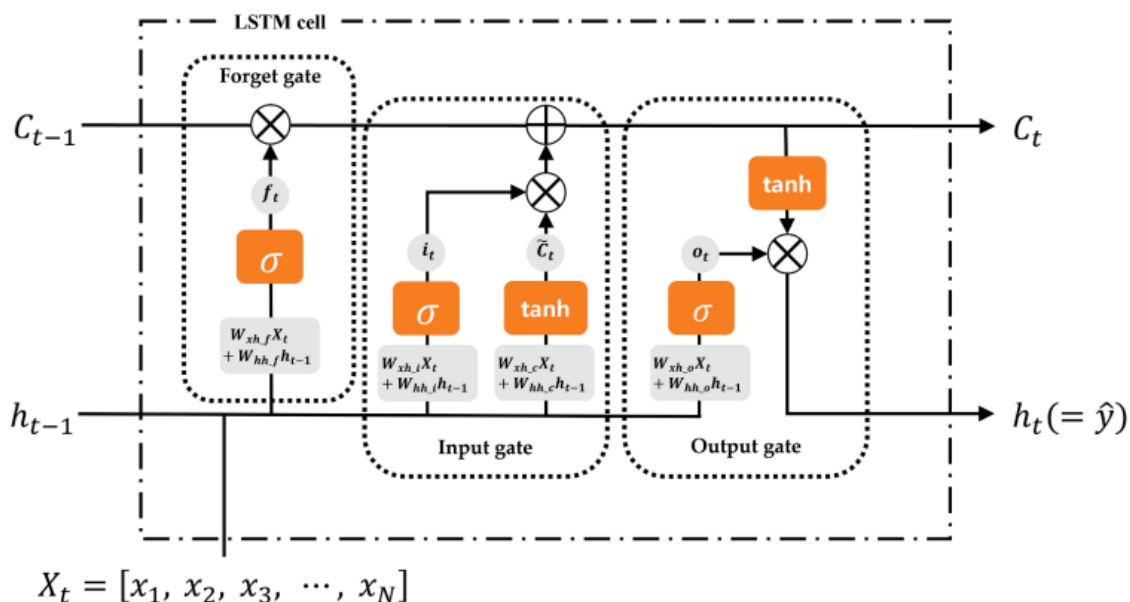 LSTM cell
Forget gate
C_{t−1}
C_t
tanh
f_t
i_t
C̃_t
o_t
σ
σ
tanh
σ
W_{xh_f}X_t
+ W_{hh_f}h_{t−1}
W_{xh_i}X_t
+ W_{hh_i}h_{t−1}
W_{xh_c}X_t
+ W_{hh_c}h_{t−1}
W_{xh_o}X_t
+ W_{hh_o}h_{t−1}
h_{t−1}
h_t(= ŷ)
Input gate
Output gate
X_t = [x_1, x_2, x_3, ⋯, x_N]